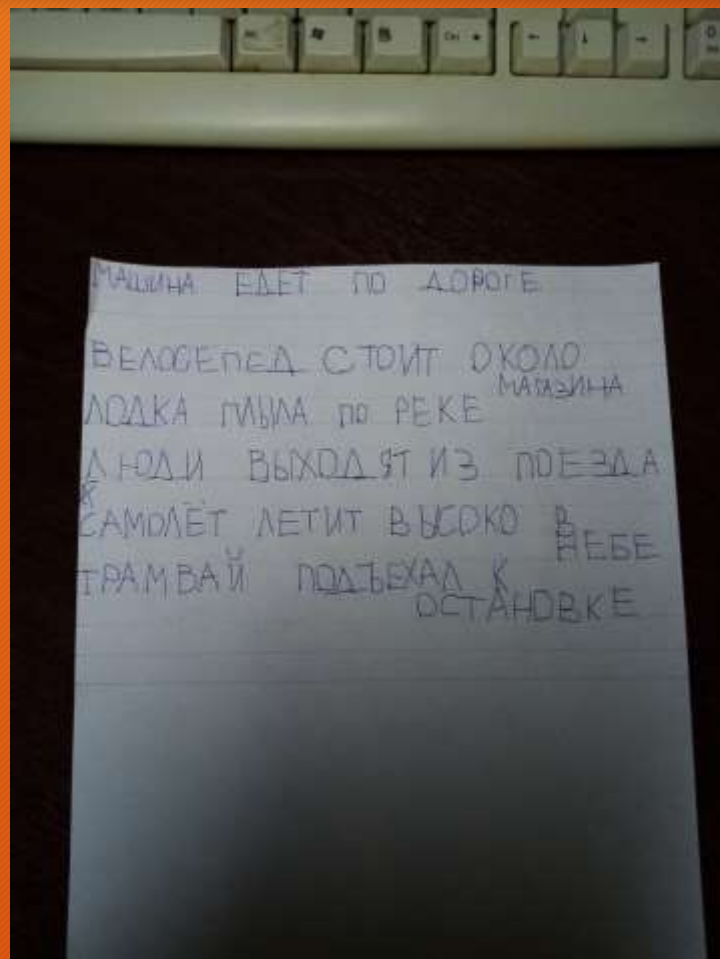 МАШИНА ЕДЕТ ПО ДОРОГЕ
ВЕЛОСЕПЕД СТОИТ ОКОЛО
МАГАЗИНА
ЛОДКА ПЛЫЛА ПО РЕКЕ
ЛЮДИ ВЫХОДЯТ ИЗ ПОЕЗДА
САМОЛЁТ ЛЕТИТ ВЫСОКО В
НЕБЕ
ТРАМВАЙ ПОДЪЕХАЛ К
ОСТАНОВКЕ